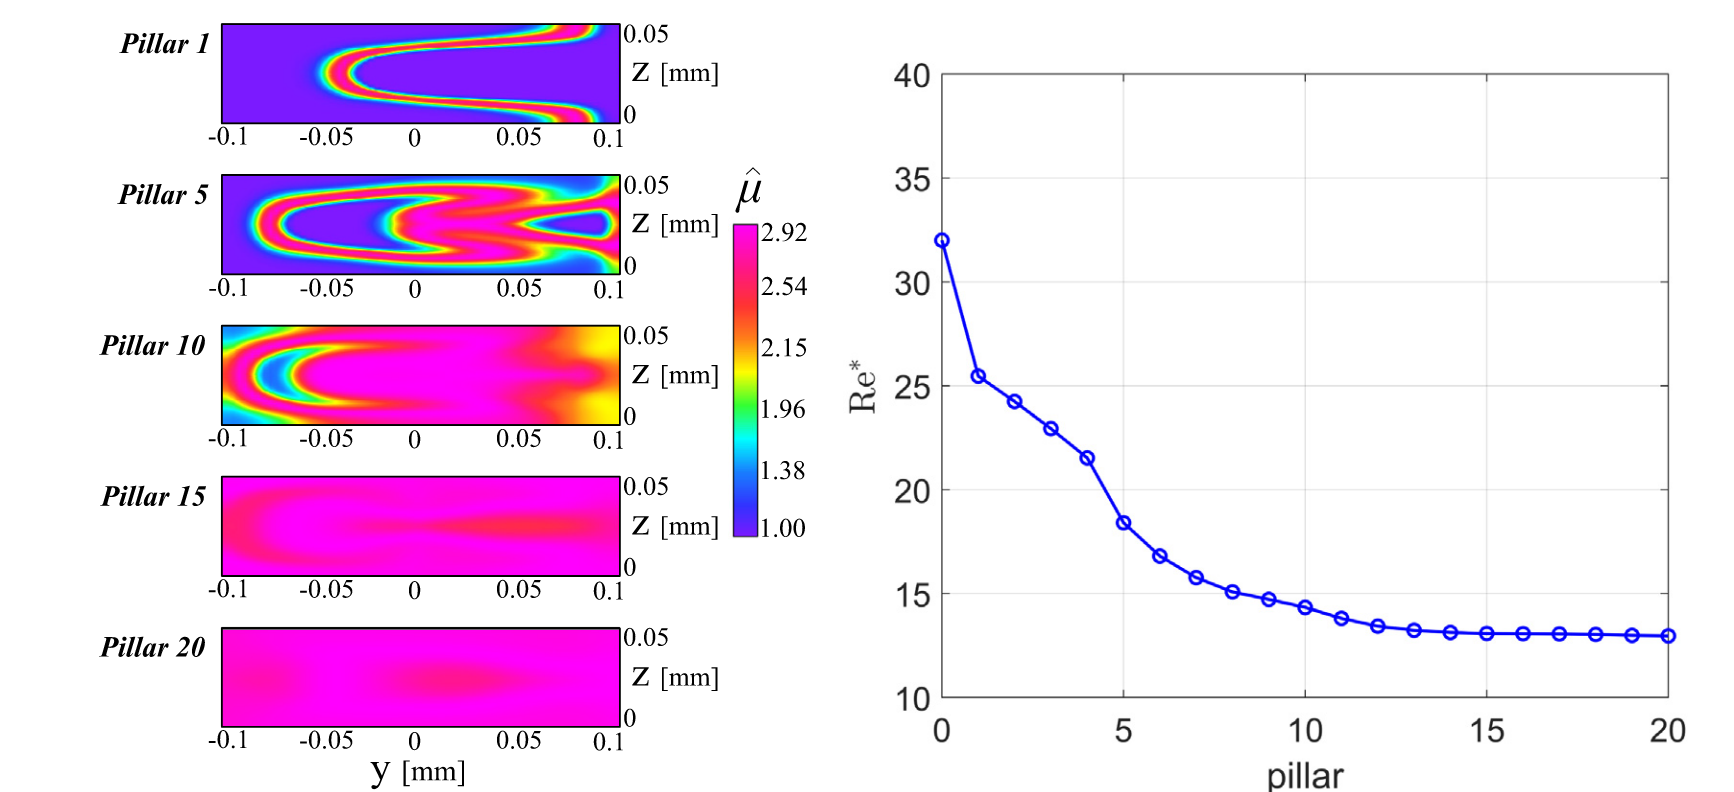 Pillar 1
0.05
z [mm]
0
-0.1 -0.05 0 0.05 0.1
Pillar 5
0.05
z [mm]
0
-0.1 -0.05 0 0.05 0.1
Pillar 10
0.05
z [mm]
0
-0.1 -0.05 0 0.05 0.1
Pillar 15
0.05
z [mm]
0
-0.1 -0.05 0 0.05 0.1
Pillar 20
0.05
z [mm]
0
-0.1 -0.05 0 0.05 0.1
y [mm]
μ̂
2.92
2.54
2.15
1.96
1.38
1.00
Re*
40
35
30
25
20
15
10
0 5 10 15 20
pillar